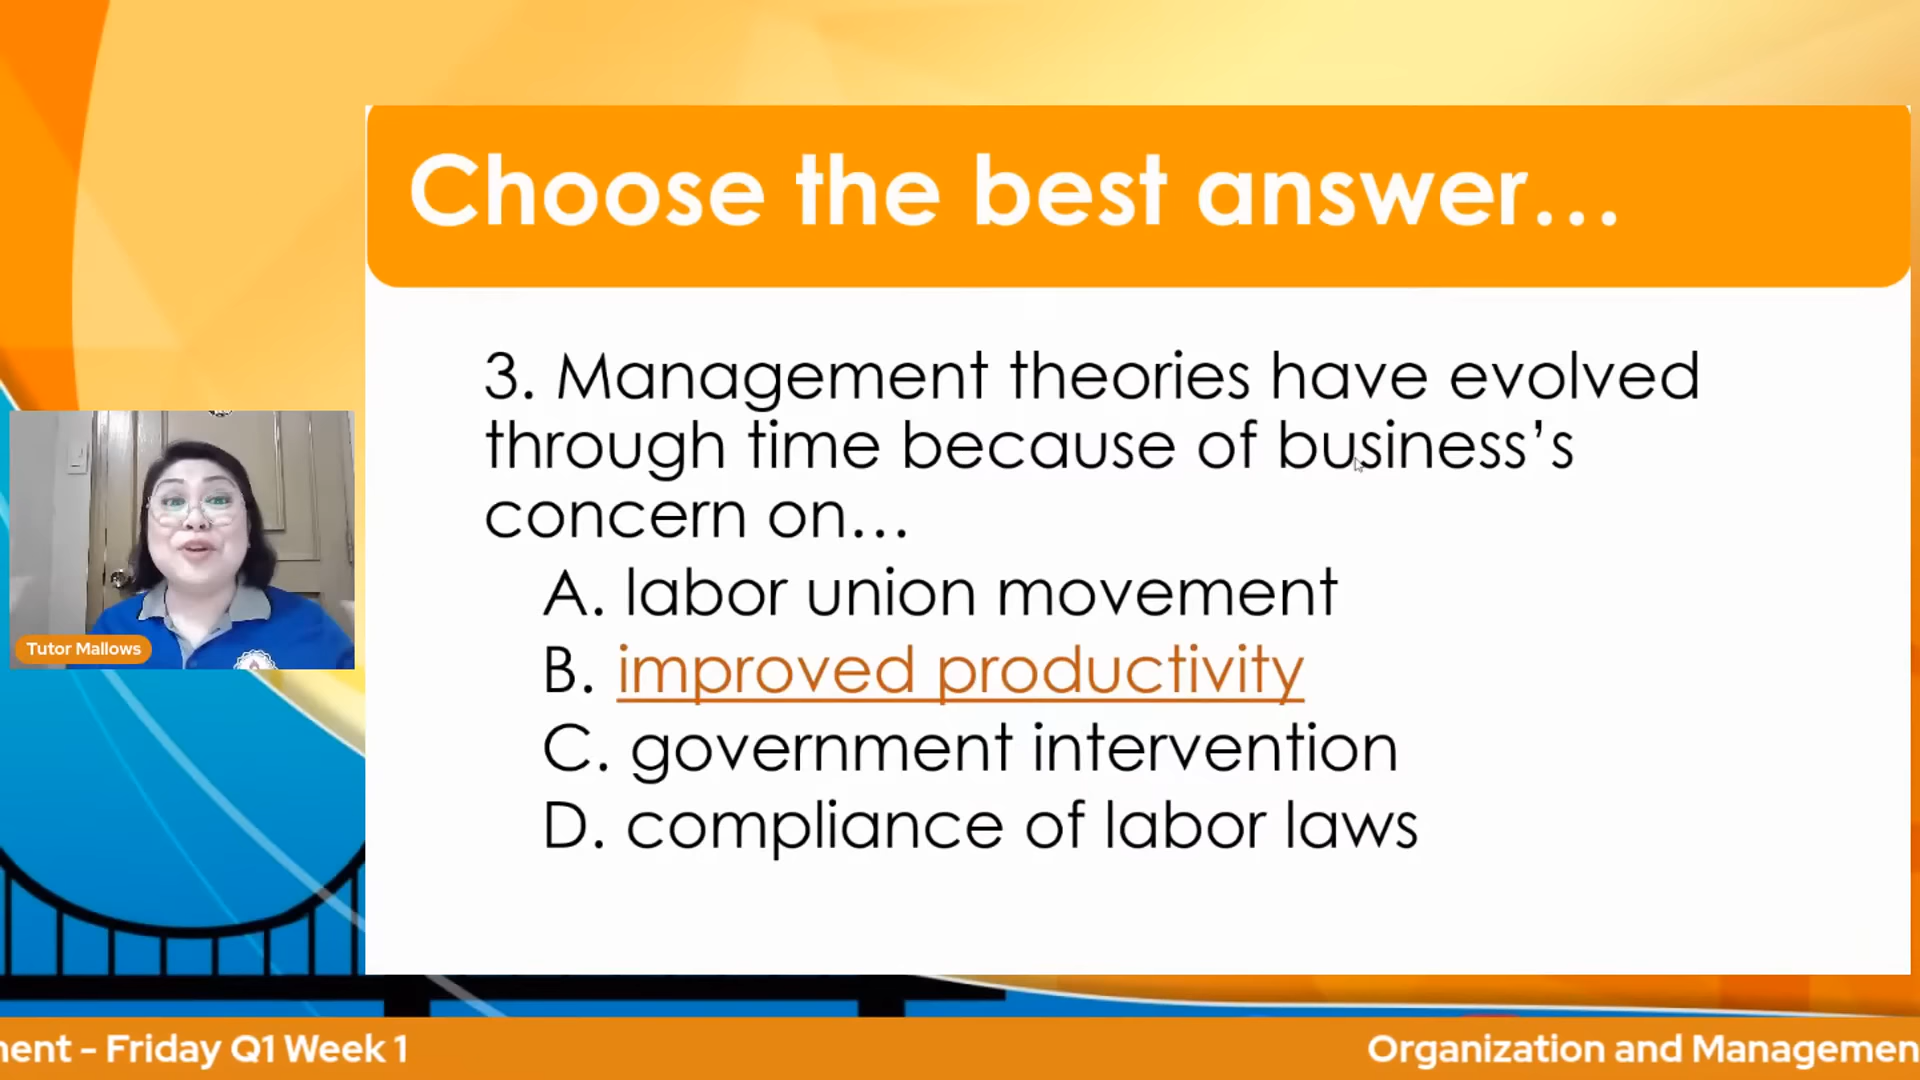 Choose the best answer...
3. Management theories have evolved
through time because of business’s
concern on...
A. labor union movement
B. improved productivity
C. government intervention
D. compliance of labor laws
Tutor Mallows
ent - Friday Q1 Week 1
Organization and Managemen